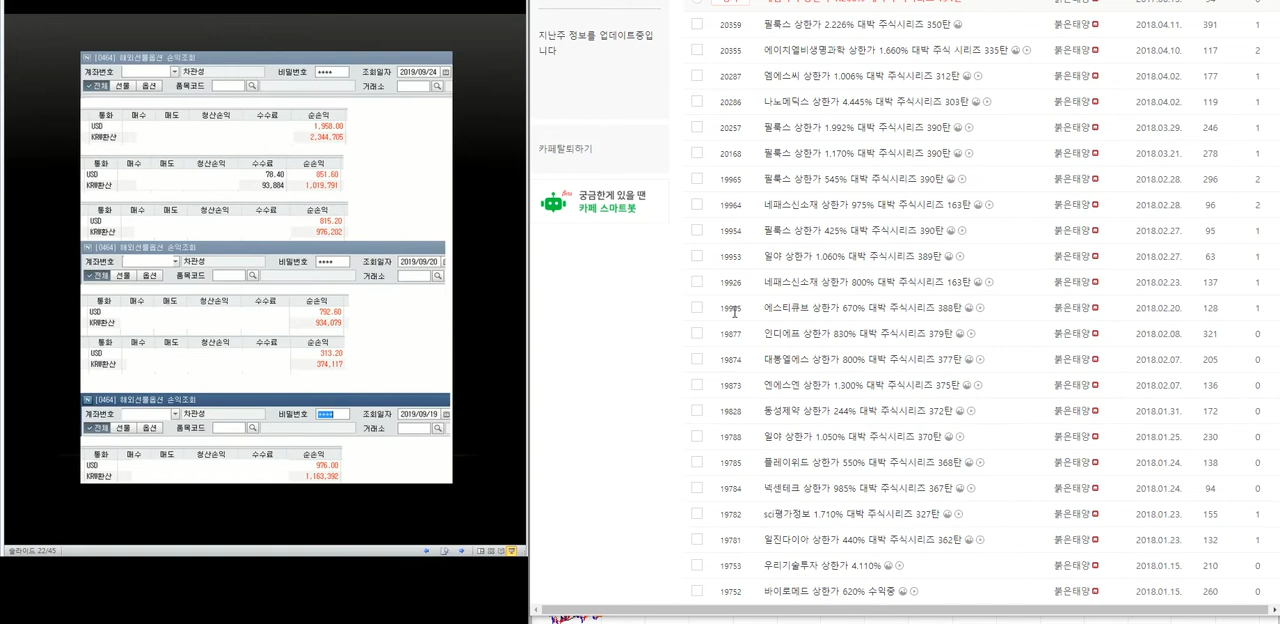 [0464] 해외선물옵션 손익조회
계좌번호 차관성 비밀번호 **** 조회일자 2019/09/24
전체 선물 옵션 품목코드 거래소
통화 매수 매도 청산손익 수수료 순손익
USD 1,958.00
KRW환산 2,344,705
통화 매수 매도 청산손익 수수료 순손익
USD 78.40 851.60
KRW환산 93,884 1,019,791
통화 매수 매도 청산손익 수수료 순손익
USD 815.20
KRW환산 976,202
[0464] 해외선물옵션 손익조회
계좌번호 차관성 비밀번호 **** 조회일자 2019/09/20
전체 선물 옵션 품목코드 거래소
통화 매수 매도 청산손익 수수료 순손익
USD 792.60
KRW환산 934,079
통화 매수 매도 청산손익 수수료 순손익
USD 313.20
KRW환산 374,117
[0464] 해외선물옵션 손익조회
계좌번호 차관성 비밀번호 **** 조회일자 2019/09/19
전체 선물 옵션 품목코드 거래소
통화 매수 매도 청산손익 수수료 순손익
USD 976.00
KRW환산 1,163,392
슬라이드 22/45
지난주 정보를 업데이트중입
니다
카페탈퇴하기
궁금한게 있을 땐
카페 스마트봇
20359 필룩스 상한가 2.226% 대박 주식시리즈 350탄 붉은태양 2018.04.11. 391 1
20355 에이치엘비생명과학 상한가 1.660% 대박 주식 시리즈 335탄 붉은태양 2018.04.10. 117 2
20287 엠에스씨 상한가 1.006% 대박 주식시리즈 312탄 붉은태양 2018.04.02. 177 1
20286 나노메딕스 상한가 4.445% 대박 주식시리즈 303탄 붉은태양 2018.04.02. 119 1
20257 필룩스 상한가 1.992% 대박 주식시리즈 390탄 붉은태양 2018.03.29. 246 1
20168 필룩스 상한가 1.170% 대박 주식시리즈 390탄 붉은태양 2018.03.21. 278 1
19965 필룩스 상한가 545% 대박 주식시리즈 390탄 붉은태양 2018.02.28. 296 2
19964 네패스신소재 상한가 975% 대박 주식시리즈 163탄 붉은태양 2018.02.28. 96 2
19954 필룩스 상한가 425% 대박 주식시리즈 390탄 붉은태양 2018.02.27. 95 1
19953 일야 상한가 1.060% 대박 주식시리즈 389탄 붉은태양 2018.02.27. 63 1
19926 네패스신소재 상한가 800% 대박 주식시리즈 163탄 붉은태양 2018.02.23. 137 1
에스티큐브 상한가 670% 대박 주식시리즈 388탄 붉은태양 2018.02.20. 128 1
19877 인디에프 상한가 830% 대박 주식시리즈 379탄 붉은태양 2018.02.08. 321 0
19874 대봉엘에스 상한가 800% 대박 주식시리즈 377탄 붉은태양 2018.02.07. 205 0
19873 엔에스엔 상한가 1.300% 대박 주식시리즈 375탄 붉은태양 2018.02.07. 136 0
19828 동성제약 상한가 244% 대박 주식시리즈 372탄 붉은태양 2018.01.31. 172 0
19788 일야 상한가 1.050% 대박 주식시리즈 370탄 붉은태양 2018.01.25. 230 0
19785 플레이위드 상한가 550% 대박 주식시리즈 368탄 붉은태양 2018.01.24. 138 0
19784 넥센테크 상한가 985% 대박 주식시리즈 367탄 붉은태양 2018.01.24. 94 0
19782 sci평가정보 1.710% 대박 주식시리즈 327탄 붉은태양 2018.01.23. 155 1
19781 일진다이아 상한가 440% 대박 주식시리즈 362탄 붉은태양 2018.01.23. 132 1
19753 우리기술투자 상한가 4.110% 붉은태양 2018.01.15. 210 0
19752 바이로메드 상한가 620% 수익중 붉은태양 2018.01.15. 260 0